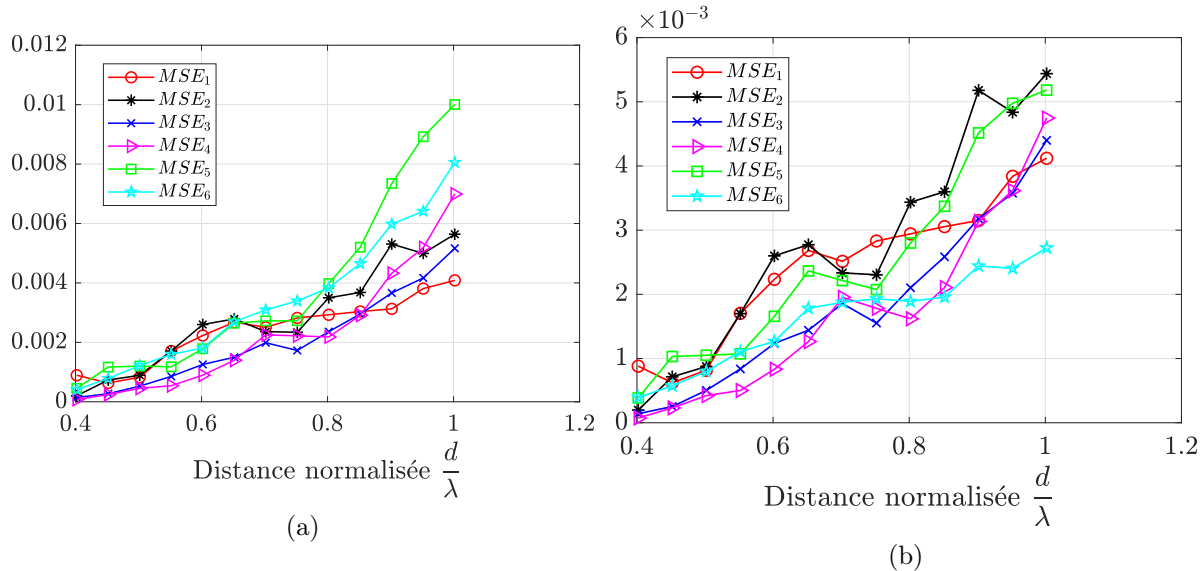 0.012
0.01
0.008
0.006
0.004
0.002
0
0.4
0.6
0.8
1
1.2
MSE₁
MSE₂
MSE₃
MSE₄
MSE₅
MSE₆
Distance normalisée d/λ
(a)
×10⁻³
6
5
4
3
2
1
0
0.4
0.6
0.8
1
1.2
MSE₁
MSE₂
MSE₃
MSE₄
MSE₅
MSE₆
Distance normalisée d/λ
(b)